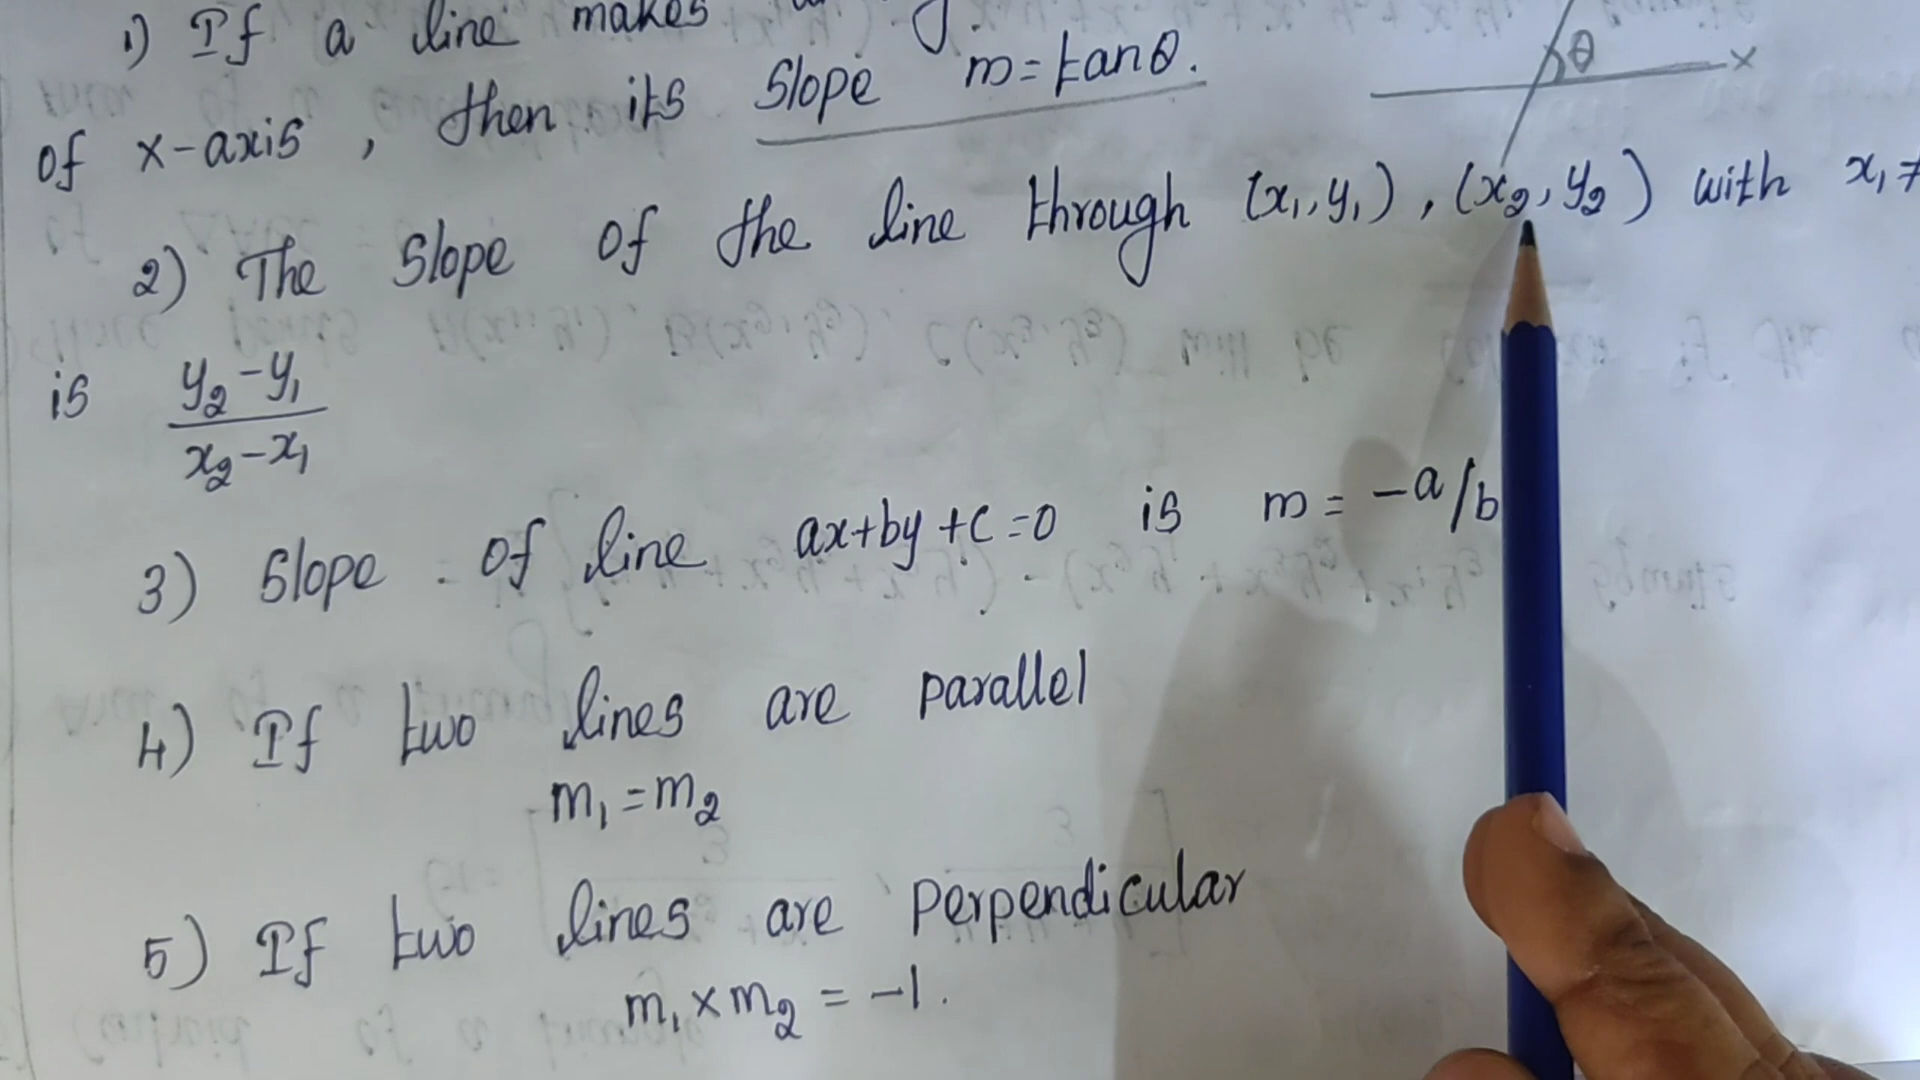 1) If a line makes
of x-axis, then its slope m=tanθ.
θ
x
2) The slope of the line through (x₁,y₁), (x₂,y₂) with x₁≠
is y₂-y₁
x₂-x₁
3) slope of line ax+by+c=0 is m= -a/b
4) If two lines are parallel
m₁=m₂
5) If two lines are perpendicular
m₁×m₂ = -1.